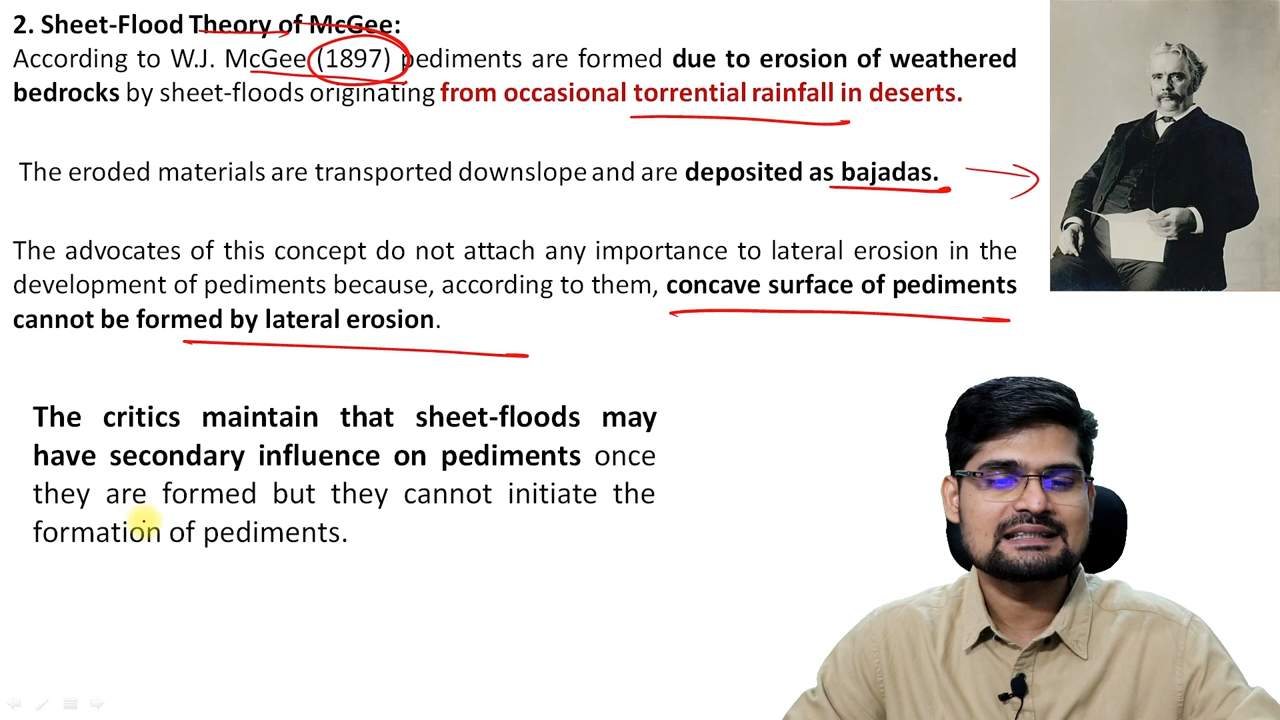 2. Sheet-Flood Theory of McGee:
According to W.J. McGee (1897) pediments are formed due to erosion of weathered
bedrocks by sheet-floods originating from occasional torrential rainfall in deserts.
The eroded materials are transported downslope and are deposited as bajadas.
The advocates of this concept do not attach any importance to lateral erosion in the
development of pediments because, according to them, concave surface of pediments
cannot be formed by lateral erosion.
The critics maintain that sheet-floods may
have secondary influence on pediments once
they are formed but they cannot initiate the
formation of pediments.